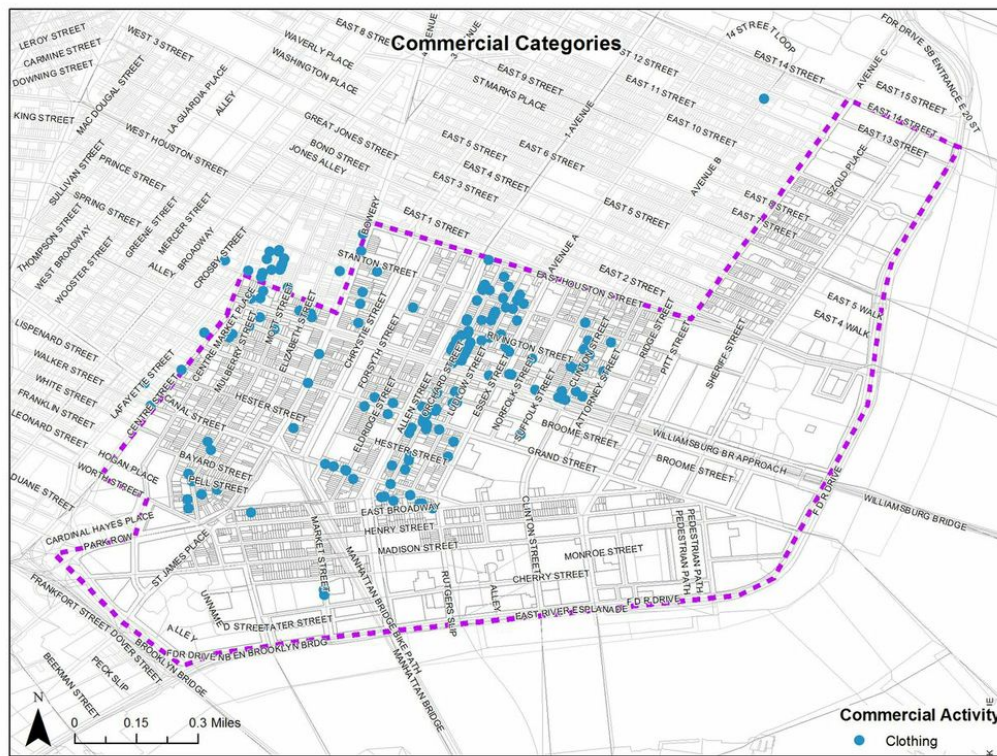 Commercial Categories
LEROY STREET
CARMINE STREET
DOWNING STREET
WEST 3 STREET
KING STREET
MAC DOUGAL STREET
SULLIVAN STREET
THOMPSON STREET
WEST BROADWAY
WOOSTER STREET
GREENE STREET
MERCER STREET
ALLEY
BROADWAY
CROSBY STREET
LA GUARDIA PLACE
ALLEY
WEST HOUSTON STREET
PRINCE STREET
SPRING STREET
WAVERLY PLACE
WASHINGTON PLACE
EAST 8 STREET
GREAT JONES STREET
BOND STREET
JONES ALLEY
ST MARKS PLACE
EAST 9 STREET
EAST 5 STREET
EAST 4 STREET
EAST 3 STREET
EAST 6 STREET
1 AVENUE
EAST 11 STREET
EAST 10 STREET
14 STREET LOOP
EAST 14 STREET
AVENUE C
FDR DRIVE SB ENTRANCE E 20 ST
EAST 15 STREET
EAST 13 STREET
SZOLD PLACE
AVENUE B
EAST 7 STREET
EAST 5 STREET
EAST 1 STREET
EAST 2 STREET
AVENUE A
EAST HOUSTON STREET
BOWERY
STANTON STREET
EAST 5 WALK
EAST 4 WALK
LISPENARD STREET
WALKER STREET
WHITE STREET
FRANKLIN STREET
LEONARD STREET
LAFAYETTE STREET
CENTRE STREET
CENTRE MARKET PLACE
MULBERRY STREET
MOTT STREET
ELIZABETH STREET
CHRYSTIE STREET
FORSYTH STREET
ELDRIDGE STREET
ALLEN STREET
ORCHARD STREET
LUDLOW STREET
ESSEX STREET
NORFOLK STREET
SUFFOLK STREET
CLINTON STREET
ATTORNEY STREET
RIDGE STREET
PITT STREET
SHERIFF STREET
CANAL STREET
HESTER STREET
HESTER STREET
BROOME STREET
GRAND STREET
BROOME STREET
WILLIAMSBURG BR APPROACH
WILLIAMSBURG BRIDGE
F D R DRIVE
HOGAN PLACE
WORTH STREET
DUANE STREET
BAYARD STREET
PELL STREET
CARDINAL HAYES PLACE
PARK ROW
ST JAMES PLACE
EAST BROADWAY
HENRY STREET
MADISON STREET
MARKET STREET
MONROE STREET
CHERRY STREET
CLINTON STREET
PEDESTRIAN PATH
PEDESTRIAN PATH
RUTGERS SLIP
ALLEY
EAST RIVER ESPLANADE
F D R DRIVE
MANHATTAN BRIDGE BIKE PATH
MANHATTAN BRIDGE
ALLEY
FDR DRIVE NB EN BROOKLYN BRDG
BROOKLYN BRIDGE
FRANKFORT STREET
DOVER STREET
PECK SLIP
BEEKMAN STREET
N
0 0.15 0.3 Miles
Commercial Activity
Clothing